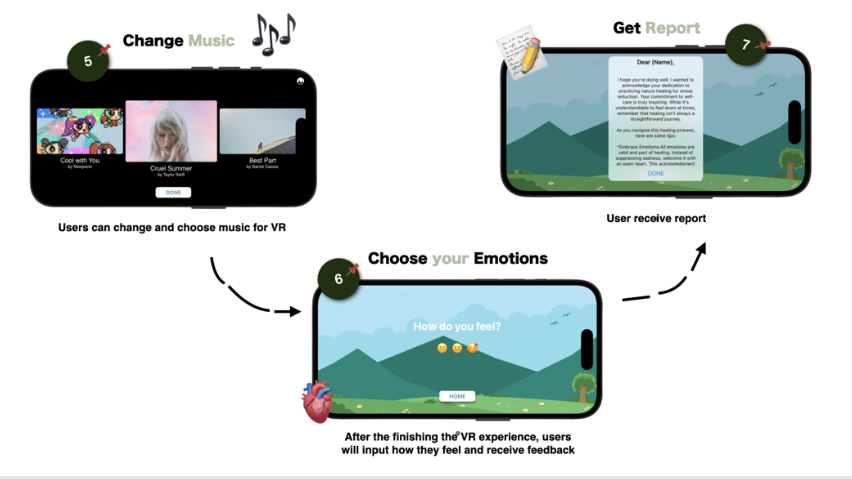 5
Change Music
Cool with You
by Newjeans
Cruel Summer
by Taylor Swift
Best Part
by Daniel Caesar
DONE
Users can change and choose music for VR
6
Choose your Emotions
How do you feel?
HOME
After the finishing the VR experience, users
will input how they feel and receive feedback
Get Report
7
Dear (Name),
I hope you're doing well. I wanted to
acknowledge your dedication to
practicing nature healing for stress
reduction. Your commitment to self-
care is truly inspiring. While it's
understandable to feel down at times,
remember that healing isn't always a
straightforward journey.
As you navigate this healing process,
here are some tips:
*Embrace Emotions All emotions are
valid and part of healing. Instead of
suppressing sadness, welcome it with
an open heart. This acknowledgment
DONE
User receive report